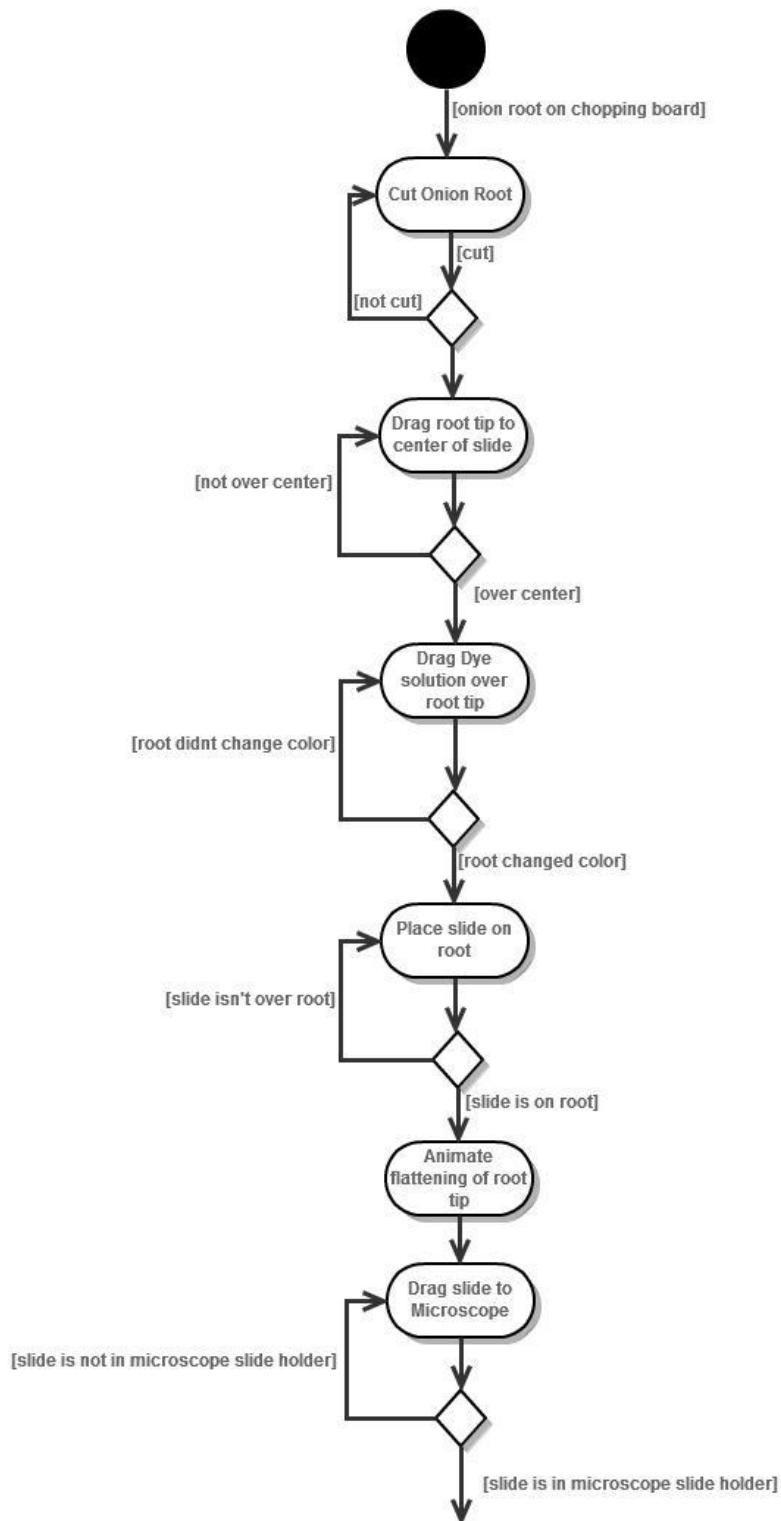 [onion root on chopping board]
Cut Onion Root
[cut]
[not cut]
Drag root tip to
center of slide
[not over center]
[over center]
Drag Dye
solution over
root tip
[root didnt change color]
[root changed color]
Place slide on
root
[slide isn't over root]
[slide is on root]
Animate
flattening of root
tip
Drag slide to
Microscope
[slide is not in microscope slide holder]
[slide is in microscope slide holder]